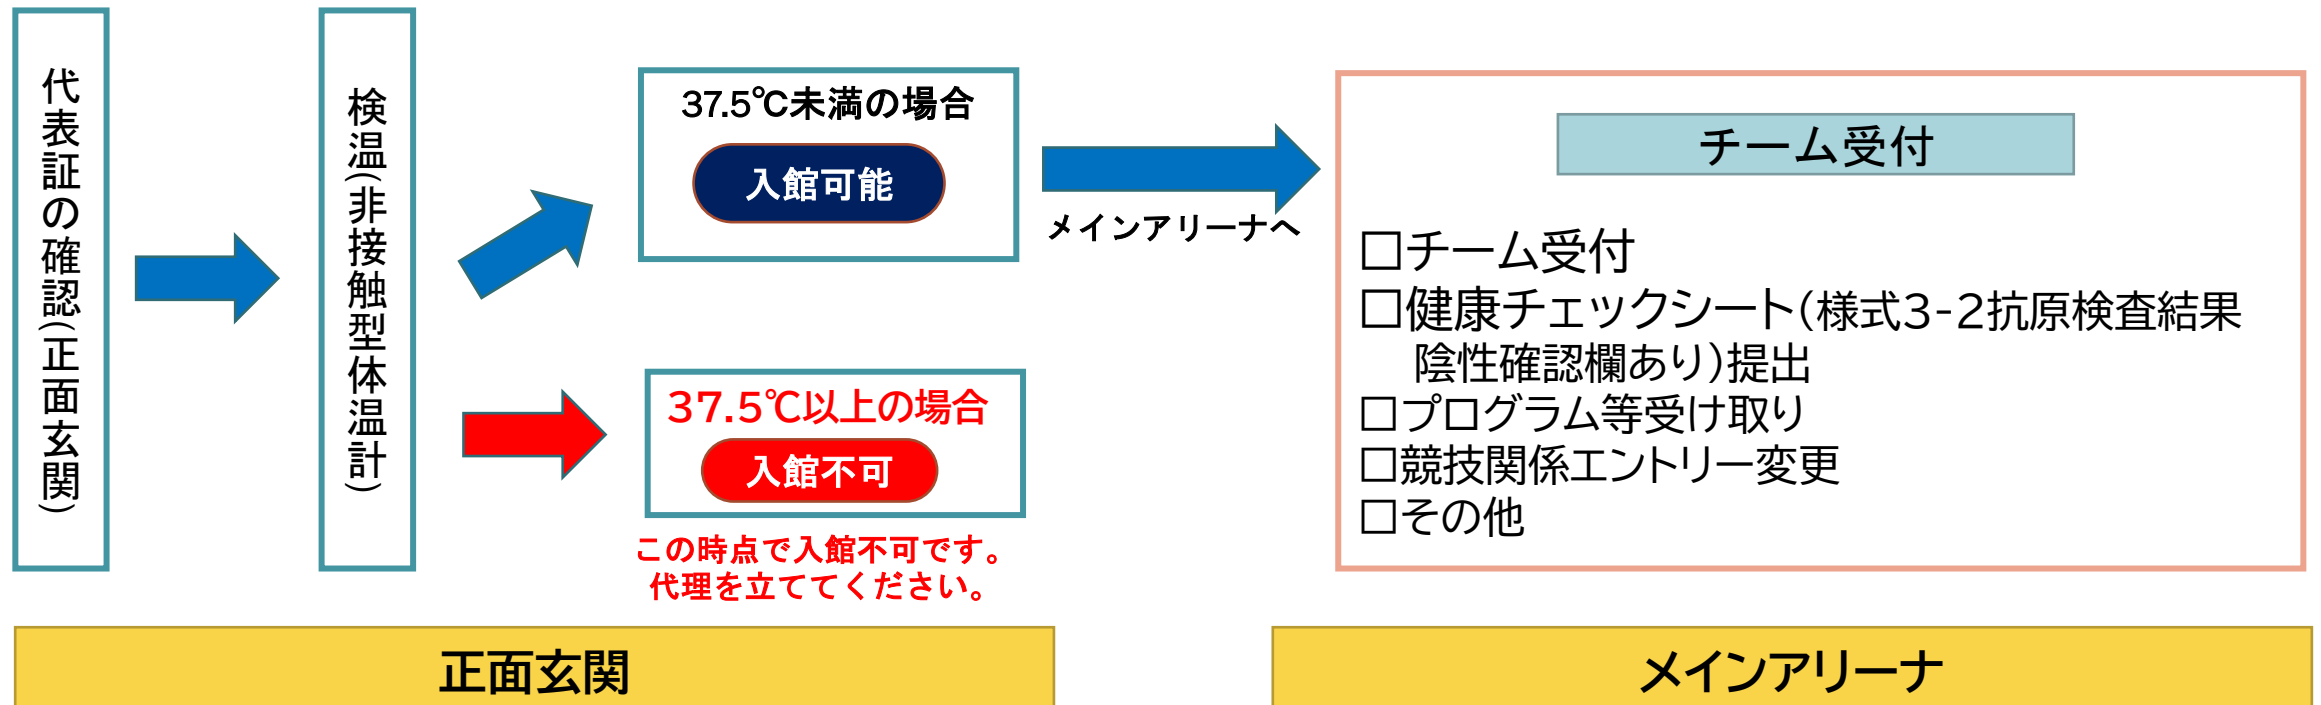 代表証の確認(正面玄関)
検温(非接触型体温計)
37.5℃未満の場合
入館可能
メインアリーナへ
37.5℃以上の場合
入館不可
この時点で入館不可です。
代理を立ててください。
チーム受付
□チーム受付
□健康チェックシート(様式3-2抗原検査結果
陰性確認欄あり)提出
□プログラム等受け取り
□競技関係エントリー変更
□その他
正面玄関
メインアリーナ